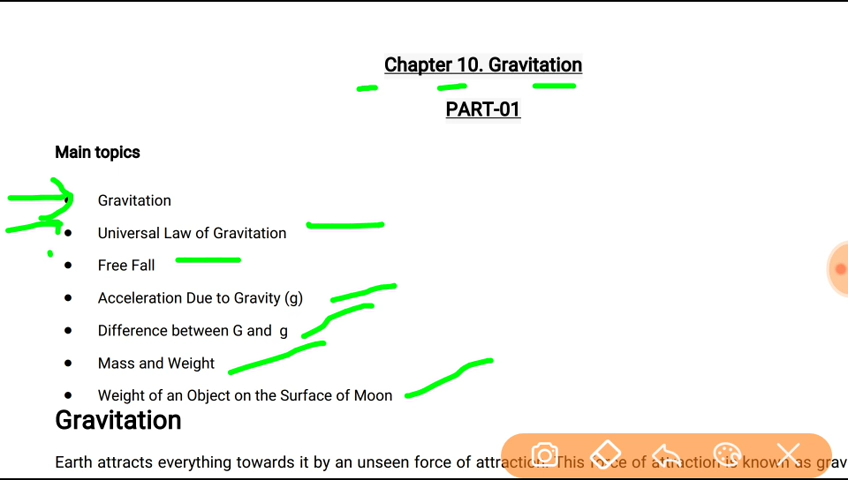 Chapter 10. Gravitation
PART-01
Main topics
● Gravitation
● Universal Law of Gravitation
● Free Fall
● Acceleration Due to Gravity (g)
● Difference between G and g
● Mass and Weight
● Weight of an Object on the Surface of Moon
Gravitation
Earth attracts everything towards it by an unseen force of attraction. This force of attraction is known as grav